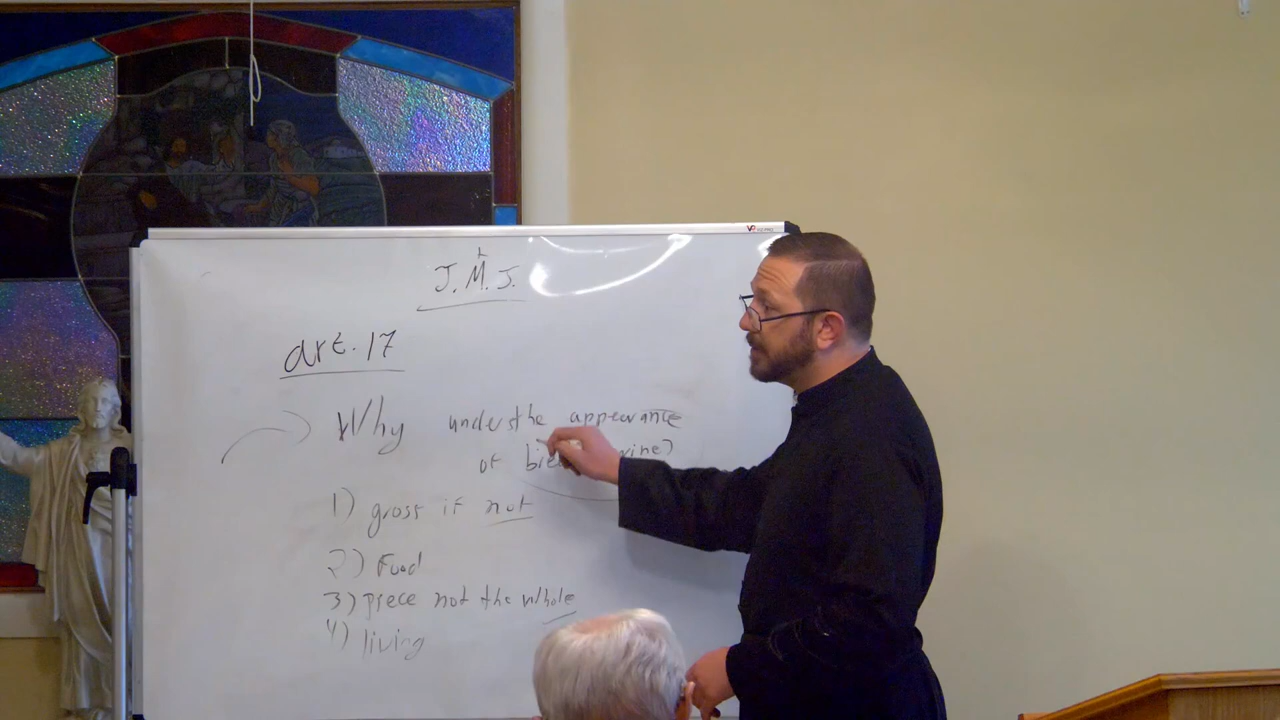 J.M.J.
art. 17
Why under the appearance
of wine?
1) gross if not
2) Food
3) piece not the whole
4) living